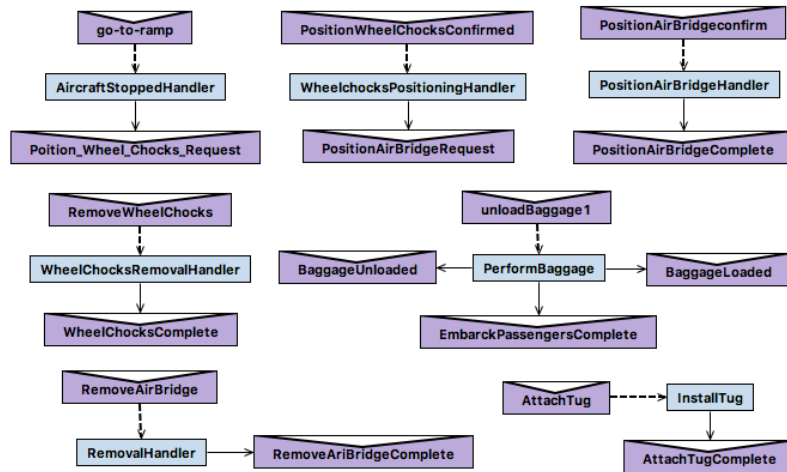 go-to-ramp
AircraftStoppedHandler
Poition_Wheel_Chocks_Request
PositionWheelChocksConfirmed
WheelchocksPositioningHandler
PositionAirBridgeRequest
PositionAirBridgeconfirm
PositionAirBridgeHandler
PositionAirBridgeComplete
RemoveWheelChocks
WheelChocksRemovalHandler
WheelChocksComplete
unloadBaggage1
BaggageUnloaded
PerformBaggage
BaggageLoaded
EmbarckPassengersComplete
RemoveAirBridge
RemovalHandler
RemoveAriBridgeComplete
AttachTug
InstallTug
AttachTugComplete